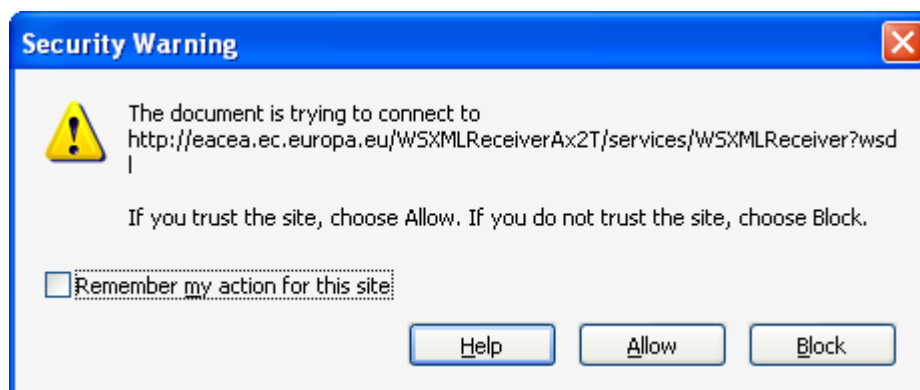 Security Warning
The document is trying to connect to
http://eacea.ec.europa.eu/WSXMLReceiverAx2T/services/WSXMLReceiver?wsd
l
If you trust the site, choose Allow. If you do not trust the site, choose Block.
Remember my action for this site
Help Allow Block